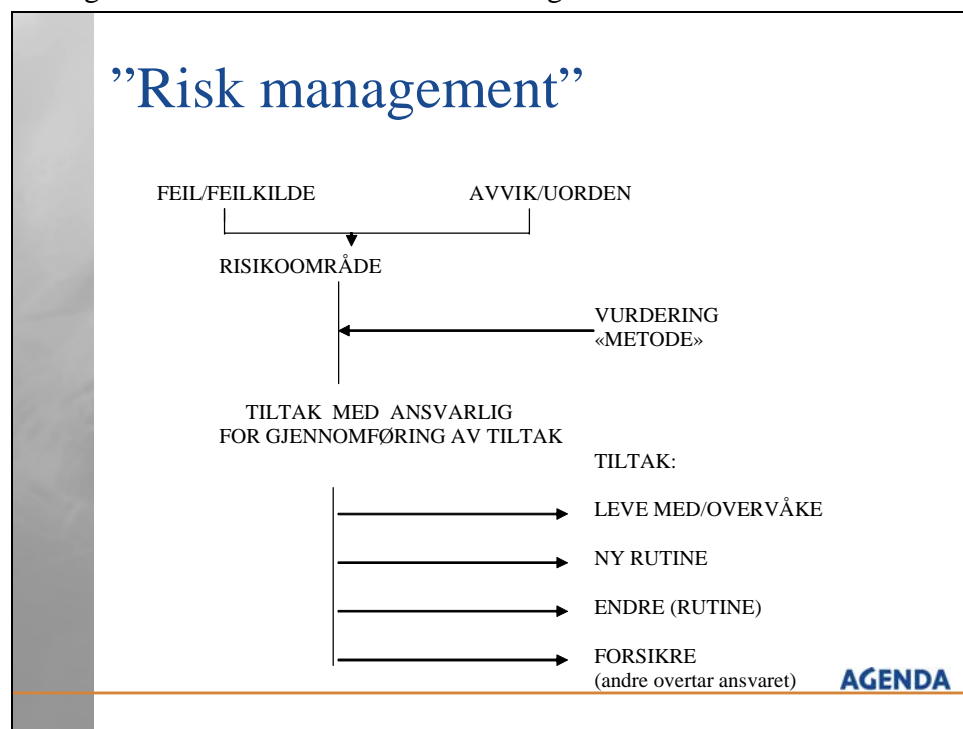 ”Risk management”
FEIL/FEILKILDE
AVVIK/UORDEN
RISIKOOMRÅDE
VURDERING
«METODE»
TILTAK MED ANSVARLIG
FOR GJENNOMFØRING AV TILTAK
TILTAK:
LEVE MED/OVERVÅKE
NY RUTINE
ENDRE (RUTINE)
FORSIKRE
(andre overtar ansvaret)
AGENDA